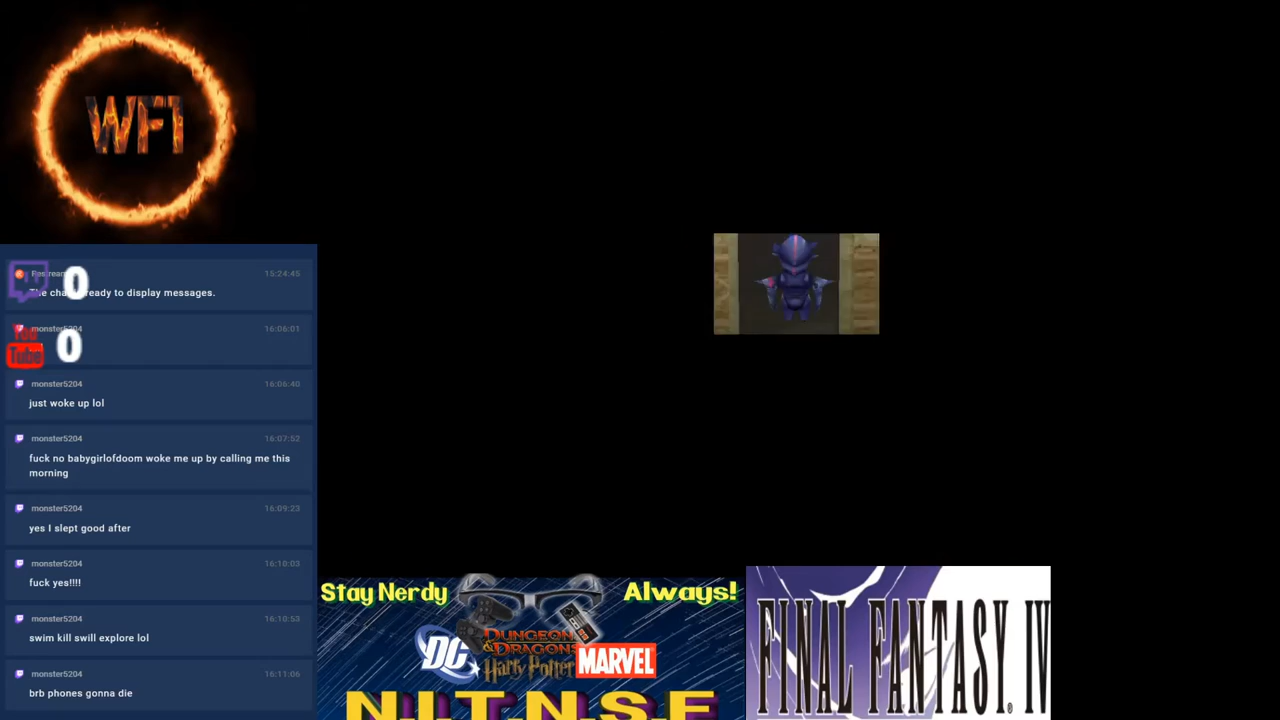 WFI
15:24:45
ready to display messages.
0
monster5204 16:06:01
You
Tube
0
monster5204 16:06:40
just woke up lol
monster5204 16:07:52
fuck no babygirlofdoom woke me up by calling me this
morning
monster5204 16:09:23
yes I slept good after
monster5204 16:10:03
fuck yes!!!!
monster5204 16:10:53
swim kill swill explore lol
monster5204 16:11:06
brb phones gonna die
Stay Nerdy Always!
DC
DUNGEONS
& DRAGONS
Harry Potter
MARVEL
N.I.T.N.S.F
FINAL FANTASY IV